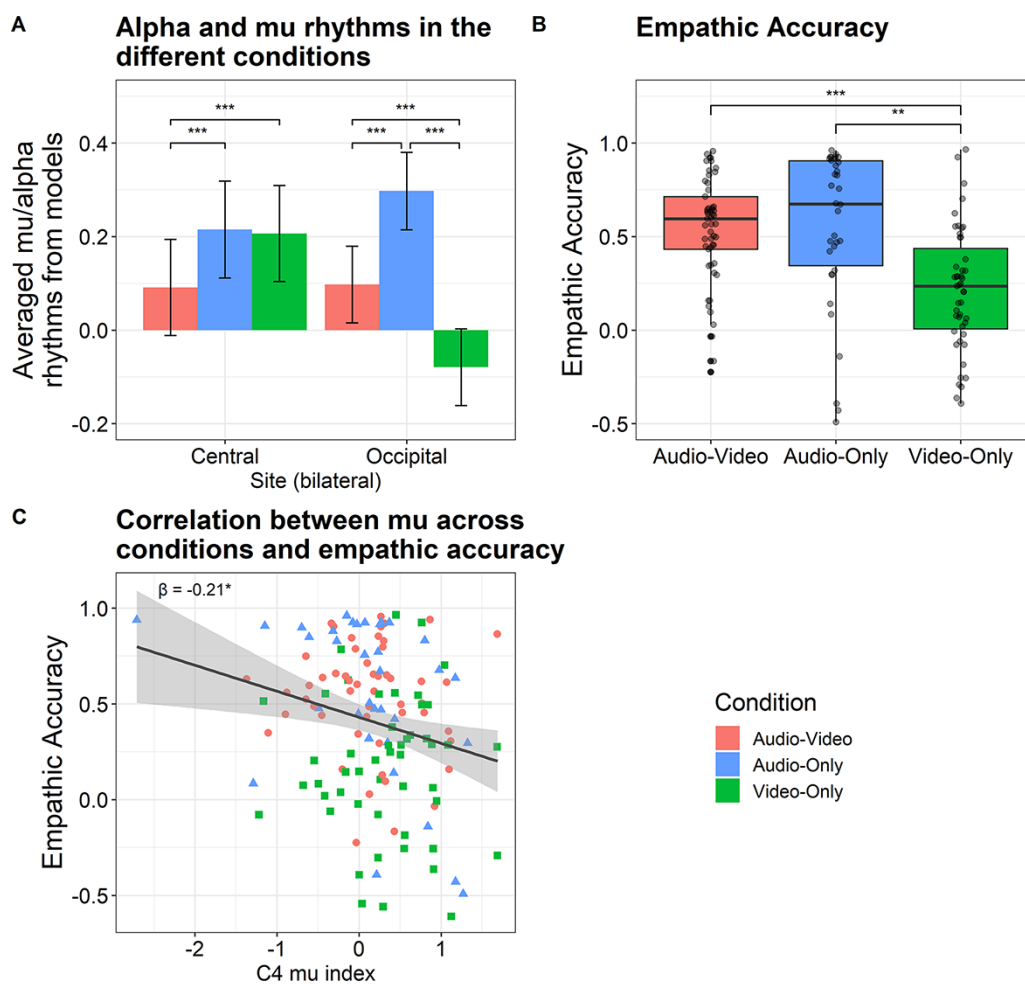 A
Alpha and mu rhythms in the
different conditions
Averaged mu/alpha
rhythms from models
0.4
0.2
0.0
-0.2
***
***
***
***
***
Central
Occipital
Site (bilateral)
B
Empathic Accuracy
Empathic Accuracy
1.0
0.5
0.0
-0.5
***
**
Audio-Video
Audio-Only
Video-Only
C
Correlation between mu across
conditions and empathic accuracy
β = -0.21*
Empathic Accuracy
1.0
0.5
0.0
-0.5
-2
-1
0
1
C4 mu index
Condition
Audio-Video
Audio-Only
Video-Only